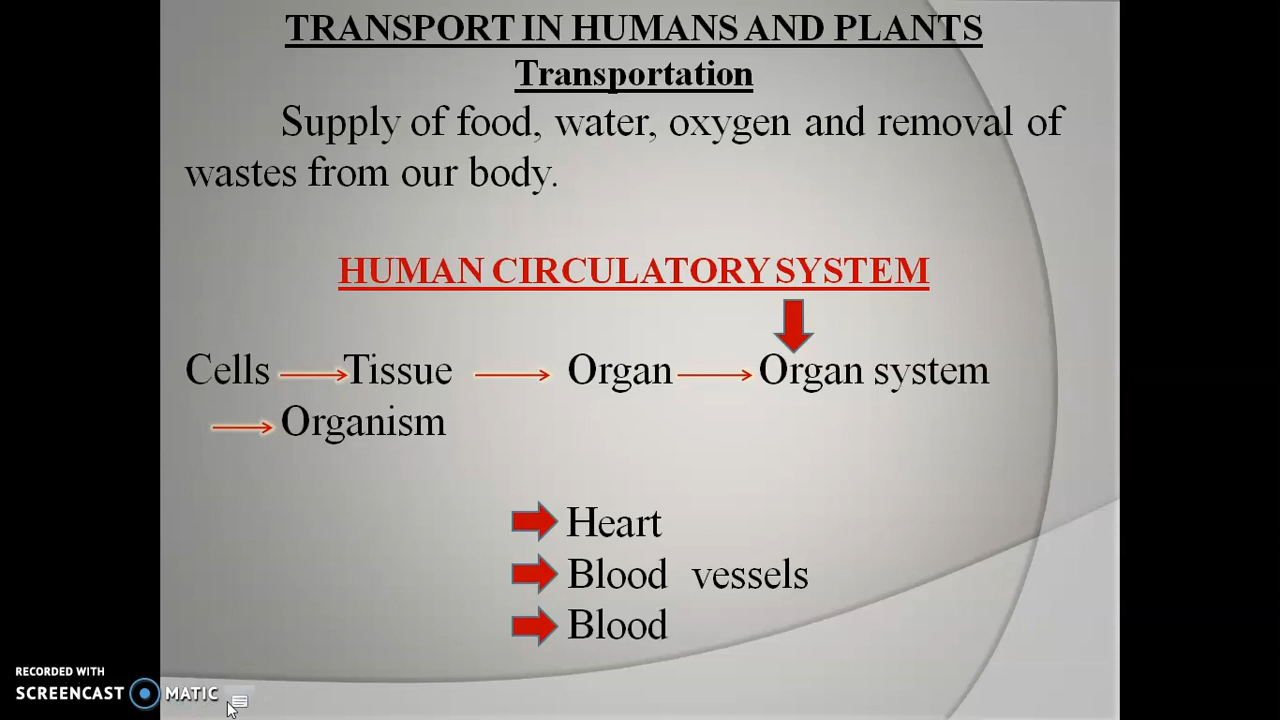 TRANSPORT IN HUMANS AND PLANTS
Transportation
Supply of food, water, oxygen and removal of
wastes from our body.
HUMAN CIRCULATORY SYSTEM
Cells Tissue Organ Organ system
Organism
Heart
Blood vessels
Blood
RECORDED WITH
SCREENCAST MATIC